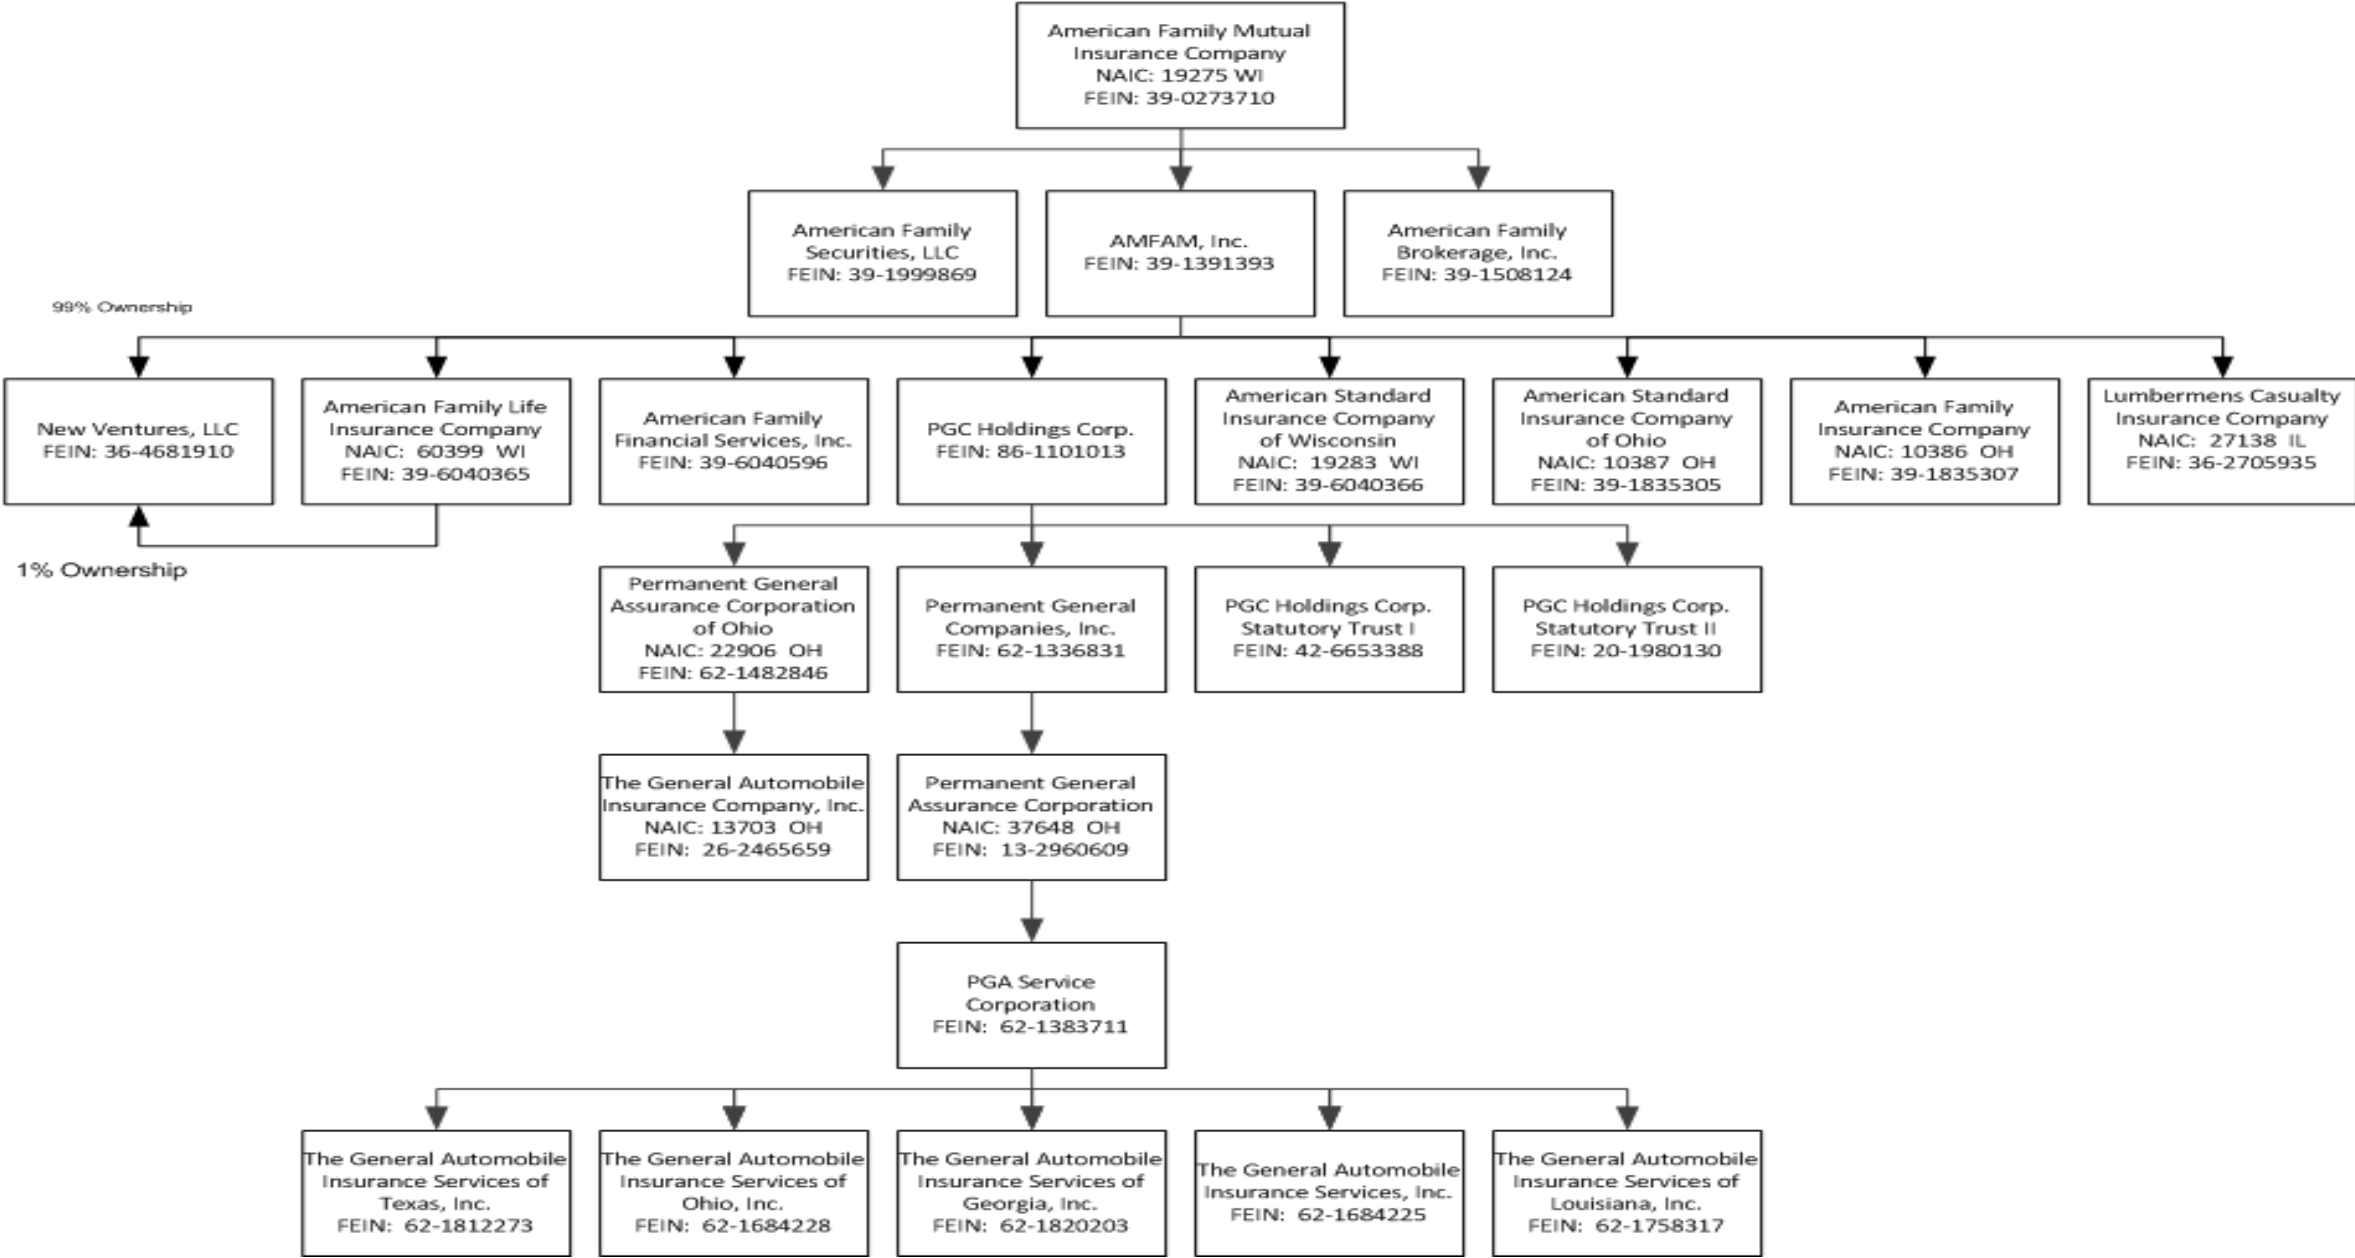 American Family Mutual
Insurance Company
NAIC: 19275 WI
FEIN: 39-0273710
American Family
Securities, LLC
FEIN: 39-1999869
AMFAM, Inc.
FEIN: 39-1391393
American Family
Brokerage, Inc.
FEIN: 39-1508124
99% Ownership
New Ventures, LLC
FEIN: 36-4681910
American Family Life
Insurance Company
NAIC:  60399  WI
FEIN: 39-6040365
American Family
Financial Services, Inc.
FEIN: 39-6040596
PGC Holdings Corp.
FEIN: 86-1101013
American Standard
Insurance Company
of Wisconsin
NAIC:  19283  WI
FEIN: 39-6040366
American Standard
Insurance Company
of Ohio
NAIC: 10387  OH
FEIN: 39-1835305
American Family
Insurance Company
NAIC: 10386  OH
FEIN: 39-1835307
Lumbermens Casualty
Insurance Company
NAIC:  27138  IL
FEIN: 36-2705935
1% Ownership
Permanent General
Assurance Corporation
of Ohio
NAIC: 22906  OH
FEIN: 62-1482846
Permanent General
Companies, Inc.
FEIN: 62-1336831
PGC Holdings Corp.
Statutory Trust I
FEIN: 42-6653388
PGC Holdings Corp.
Statutory Trust II
FEIN: 20-1980130
The General Automobile
Insurance Company, Inc.
NAIC: 13703  OH
FEIN:  26-2465659
Permanent General
Assurance Corporation
NAIC: 37648  OH
FEIN:  13-2960609
PGA Service
Corporation
FEIN:  62-1383711
The General Automobile
Insurance Services of
Texas, Inc.
FEIN:  62-1812273
The General Automobile
Insurance Services of
Ohio, Inc.
FEIN:  62-1684228
The General Automobile
Insurance Services of
Georgia, Inc.
FEIN:  62-1820203
The General Automobile
Insurance Services, Inc.
FEIN:  62-1684225
The General Automobile
Insurance Services of
Louisiana, Inc.
FEIN:  62-1758317